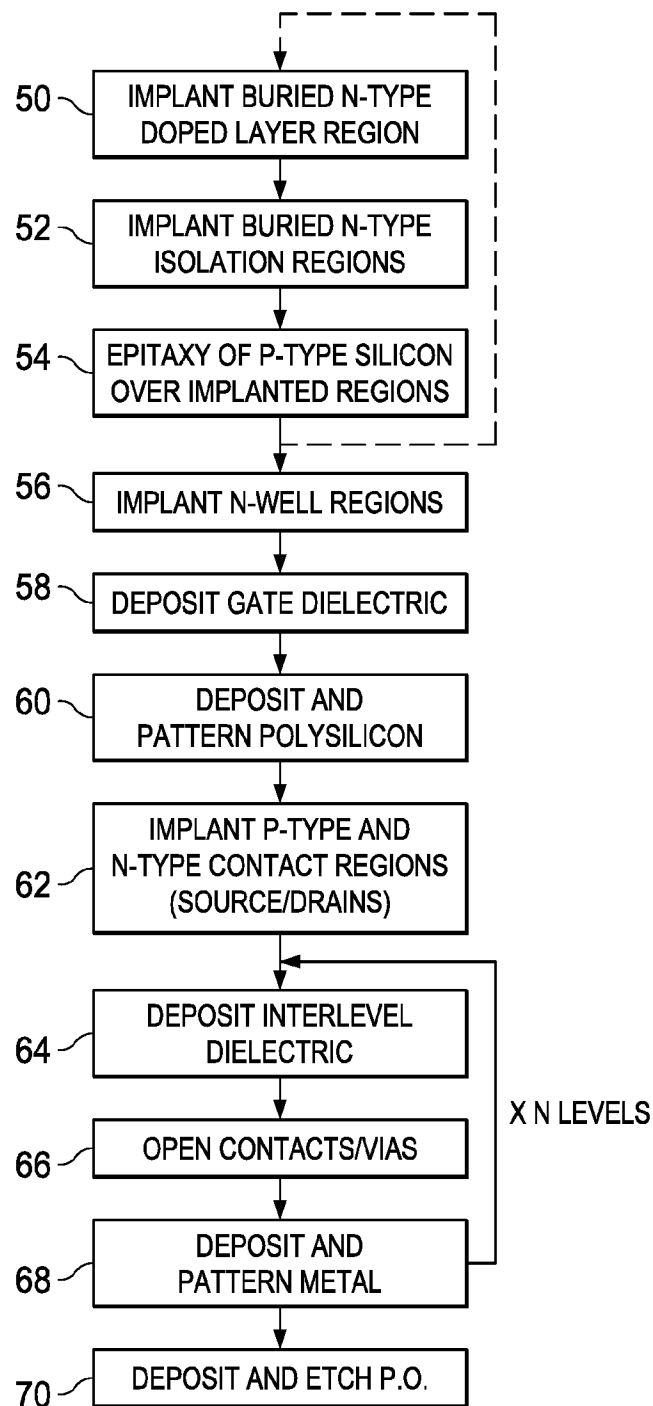 50
IMPLANT BURIED N-TYPE
DOPED LAYER REGION
52
IMPLANT BURIED N-TYPE
ISOLATION REGIONS
54
EPITAXY OF P-TYPE SILICON
OVER IMPLANTED REGIONS
56
IMPLANT N-WELL REGIONS
58
DEPOSIT GATE DIELECTRIC
60
DEPOSIT AND
PATTERN POLYSILICON
62
IMPLANT P-TYPE AND
N-TYPE CONTACT REGIONS
(SOURCE/DRAINS)
64
DEPOSIT INTERLEVEL
DIELECTRIC
X N LEVELS
66
OPEN CONTACTS/VIAS
68
DEPOSIT AND
PATTERN METAL
70
DEPOSIT AND ETCH P.O.